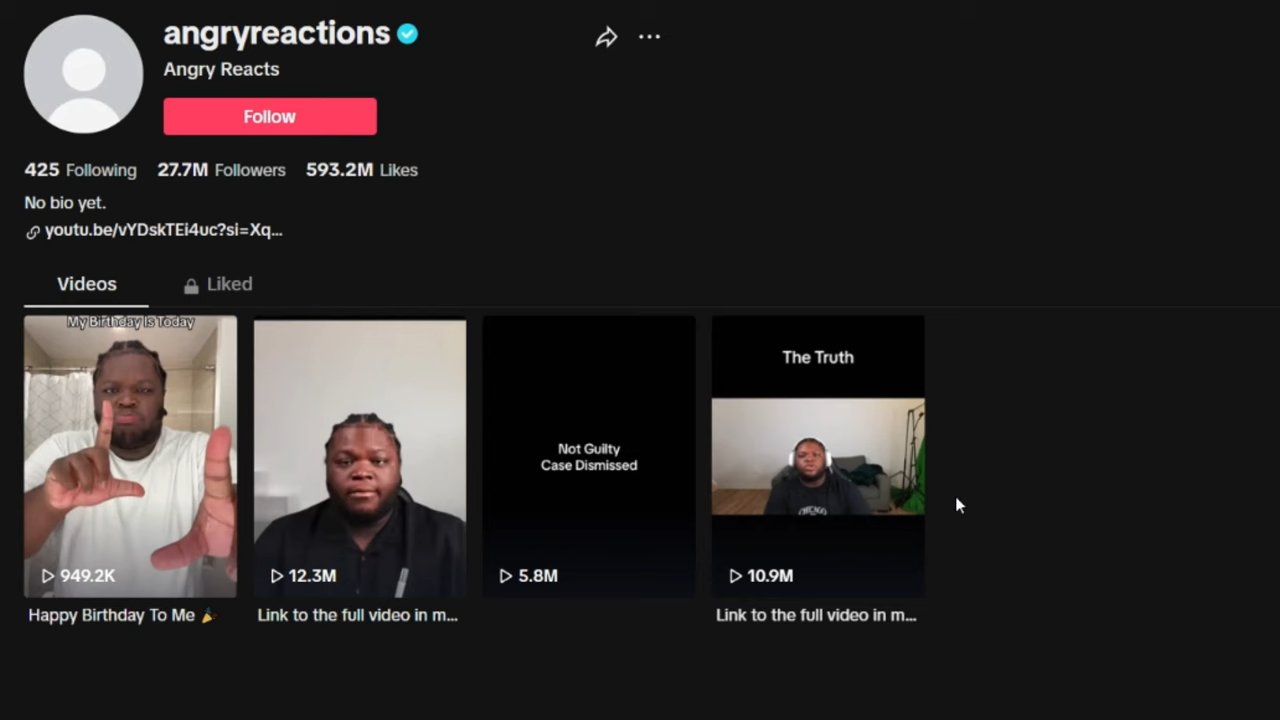 angryreactions
Angry Reacts
Follow
425 Following 27.7M Followers 593.2M Likes
No bio yet.
youtu.be/vYDskTEi4uc?si=Xq...
Videos Liked
My Birthday Is Today
949.2K
Happy Birthday To Me
12.3M
Link to the full video in m...
Not Guilty
Case Dismissed
5.8M
The Truth
CHICAGO
10.9M
Link to the full video in m...